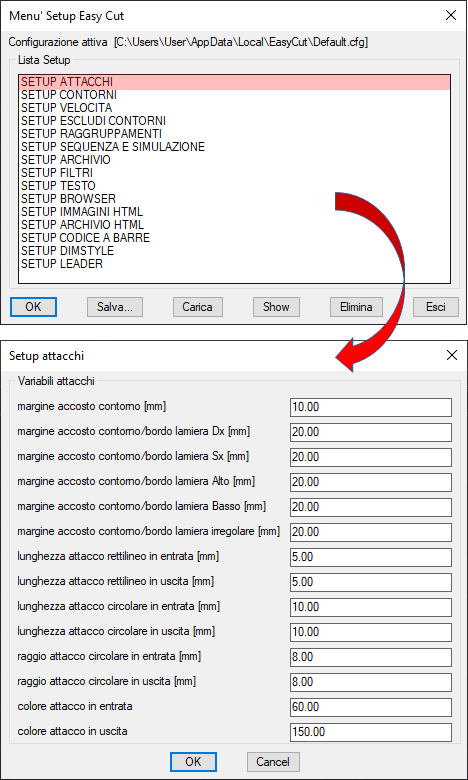 Menu' Setup Easy Cut
Configurazione attiva [C:\Users\User\AppData\Local\EasyCut\Default.cfg]
Lista Setup
SETUP ATTACCHI
SETUP CONTORNI
SETUP VELOCITA
SETUP ESCLUDI CONTORNI
SETUP RAGGRUPPAMENTI
SETUP SEQUENZA E SIMULAZIONE
SETUP ARCHIVIO
SETUP FILTRI
SETUP TESTO
SETUP BROWSER
SETUP IMMAGINI HTML
SETUP ARCHIVIO HTML
SETUP CODICE A BARRE
SETUP DIMSTYLE
SETUP LEADER
OK Salva... Carica Show Elimina Esci
Setup attacchi
Variabili attacchi
margine accosto contorno [mm] 10.00
margine accosto contorno/bordo lamiera Dx [mm] 20.00
margine accosto contorno/bordo lamiera Sx [mm] 20.00
margine accosto contorno/bordo lamiera Alto [mm] 20.00
margine accosto contorno/bordo lamiera Basso [mm] 20.00
margine accosto contorno/bordo lamiera irregolare [mm] 20.00
lunghezza attacco rettilineo in entrata [mm] 5.00
lunghezza attacco rettilineo in uscita [mm] 5.00
lunghezza attacco circolare in entrata [mm] 10.00
lunghezza attacco circolare in uscita [mm] 10.00
raggio attacco circolare in entrata [mm] 8.00
raggio attacco circolare in uscita [mm] 8.00
colore attacco in entrata 60.00
colore attacco in uscita 150.00
OK Cancel